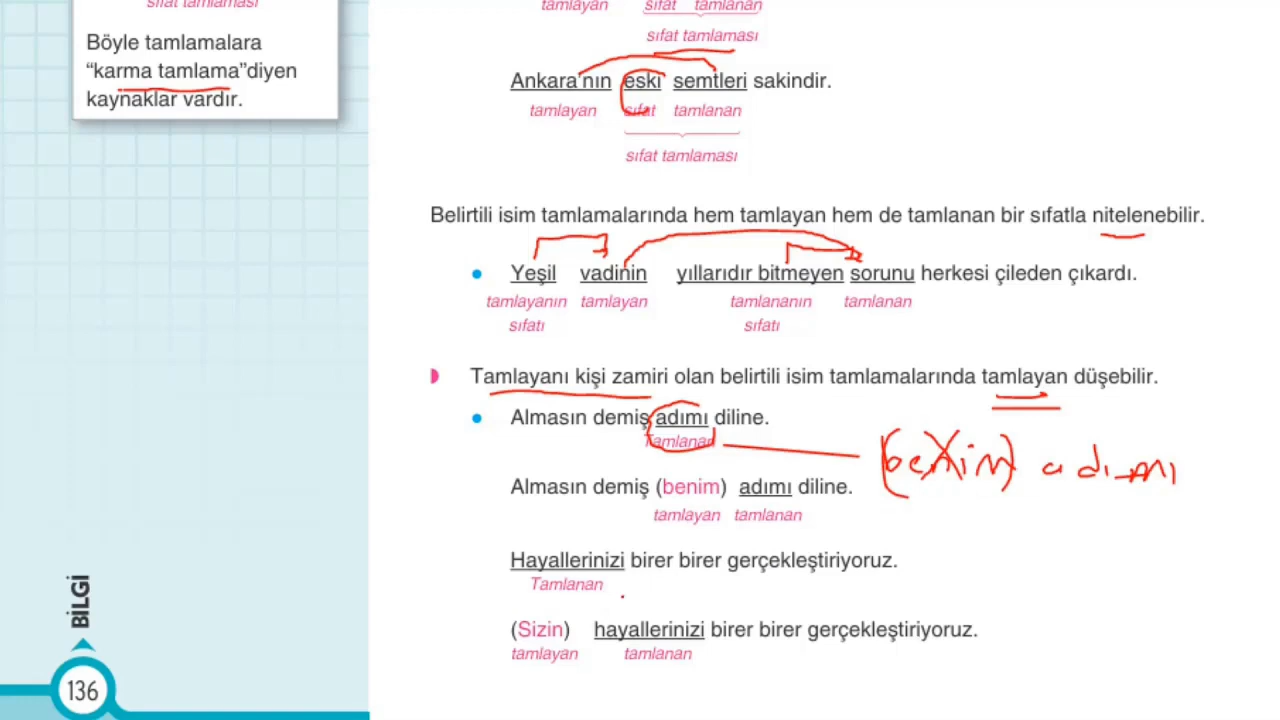 sıfat tamlaması
Böyle tamlamalara
“karma tamlama”diyen
kaynaklar vardır.
tamlayan sıfat tamlanan
sıfat tamlaması
Ankara’nın eski semtleri sakindir.
tamlayan sıfat tamlanan
sıfat tamlaması
Belirtili isim tamlamalarında hem tamlayan hem de tamlanan bir sıfatla nitelenebilir.
Yeşil vadinin yıllarıdır bitmeyen sorunu herkesi çileden çıkardı.
tamlayanın tamlayan tamlananın tamlanan
sıfatı sıfatı
Tamlayanı kişi zamiri olan belirtili isim tamlamalarında tamlayan düşebilir.
Almasın demiş adımı diline.
Tamlanan
(benim) adımı
Almasın demiş (benim) adımı diline.
tamlayan tamlanan
Hayallerinizi birer birer gerçekleştiriyoruz.
Tamlanan
(Sizin) hayallerinizi birer birer gerçekleştiriyoruz.
tamlayan tamlanan
BİLGİ
136